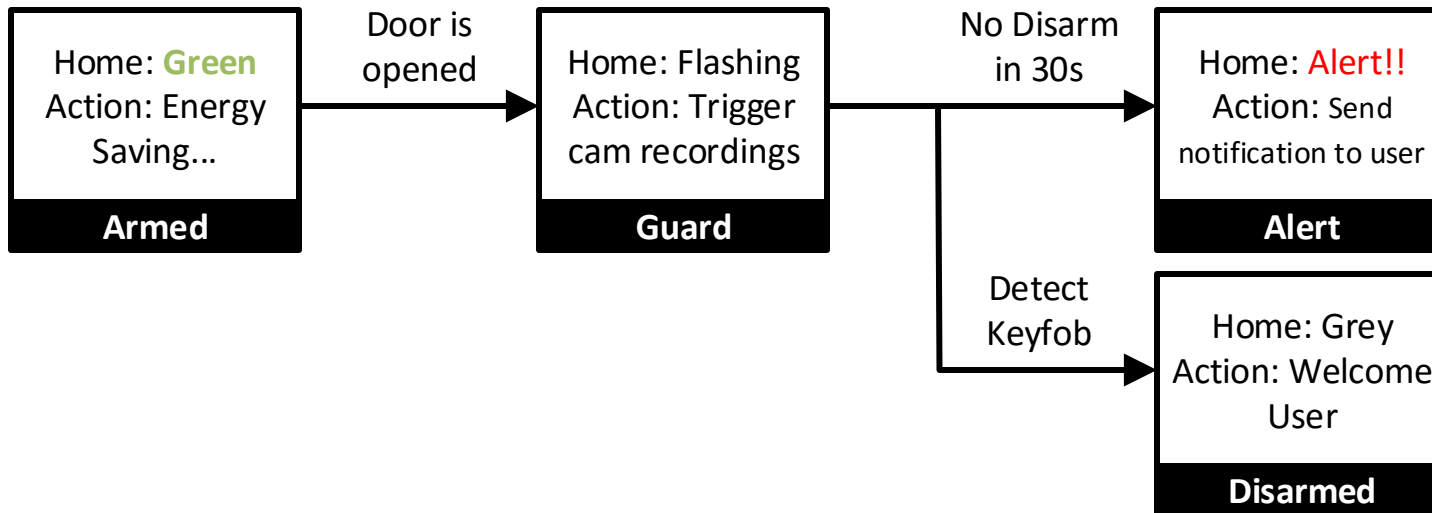 Home: Green
Action: Energy
Saving...
Armed
Door is
opened
Home: Flashing
Action: Trigger
cam recordings
Guard
No Disarm
in 30s
Home: Alert!!
Action: Send
notification to user
Alert
Detect
Keyfob
Home: Grey
Action: Welcome
User
Disarmed